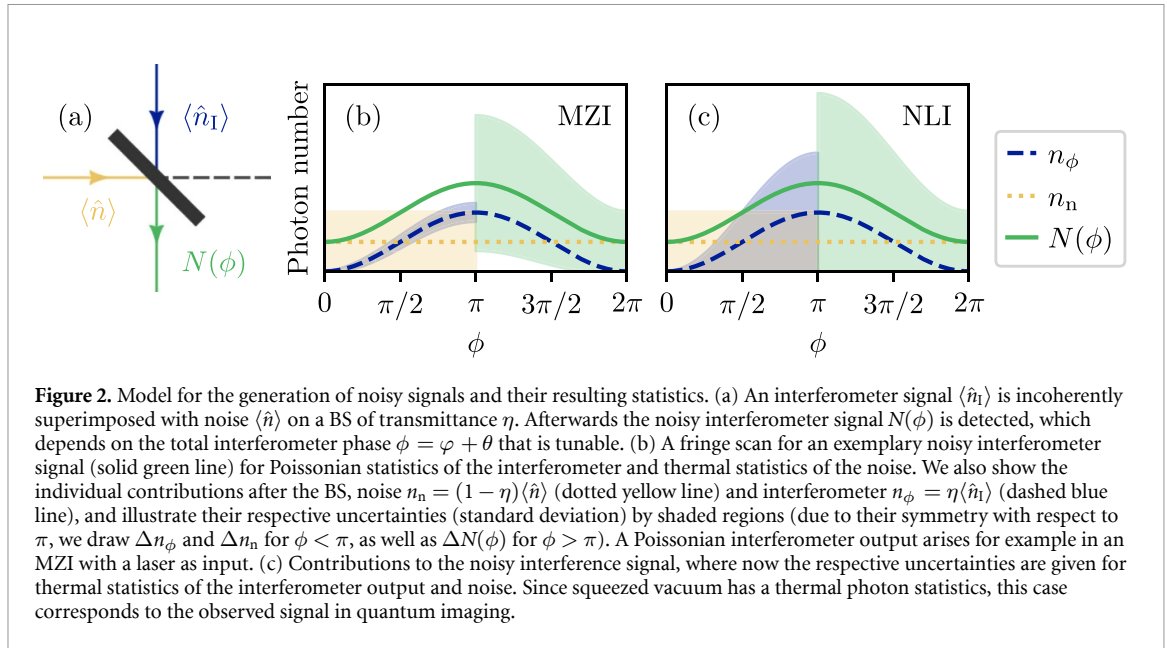 (a)
⟨n̂_I⟩
⟨n̂⟩
N(ϕ)
Photon number
(b)
MZI
0
π/2
π
3π/2
2π
ϕ
(c)
NLI
0
π/2
π
3π/2
2π
ϕ
n_ϕ
n_n
N(ϕ)
Figure 2. Model for the generation of noisy signals and their resulting statistics. (a) An interferometer signal ⟨n̂_I⟩ is incoherently
superimposed with noise ⟨n̂⟩ on a BS of transmittance η. Afterwards the noisy interferometer signal N(ϕ) is detected, which
depends on the total interferometer phase ϕ = φ + θ that is tunable. (b) A fringe scan for an exemplary noisy interferometer
signal (solid green line) for Poissonian statistics of the interferometer and thermal statistics of the noise. We also show the
individual contributions after the BS, noise n_n = (1 − η)⟨n̂⟩ (dotted yellow line) and interferometer n_ϕ = η⟨n̂_I⟩ (dashed blue
line), and illustrate their respective uncertainties (standard deviation) by shaded regions (due to their symmetry with respect to
π, we draw Δn_ϕ and Δn_n for ϕ < π, as well as ΔN(ϕ) for ϕ > π). A Poissonian interferometer output arises for example in an
MZI with a laser as input. (c) Contributions to the noisy interference signal, where now the respective uncertainties are given for
thermal statistics of the interferometer output and noise. Since squeezed vacuum has a thermal photon statistics, this case
corresponds to the observed signal in quantum imaging.